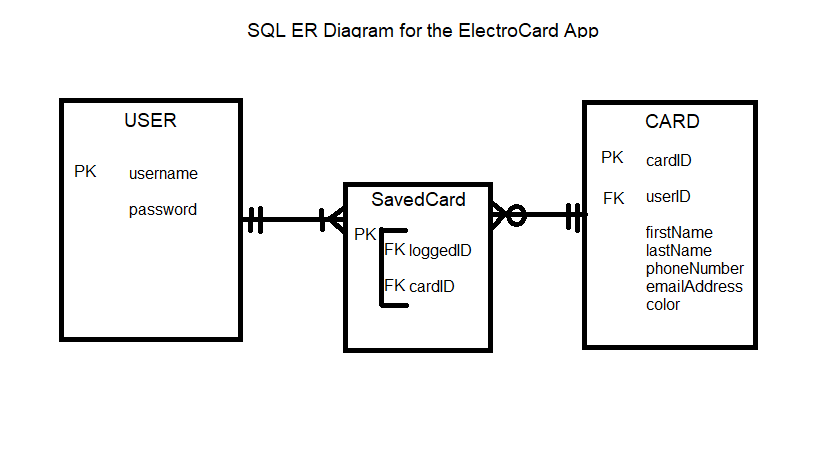 SQL ER Diagram for the ElectroCard App
USER
PK username
password
SavedCard
PK
FK loggedID
FK cardID
CARD
PK cardID
FK userID
firstName
lastName
phoneNumber
emailAddress
color